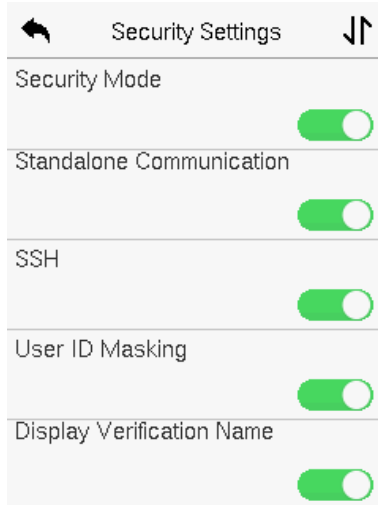 Security Settings
Security Mode
Standalone Communication
SSH
User ID Masking
Display Verification Name